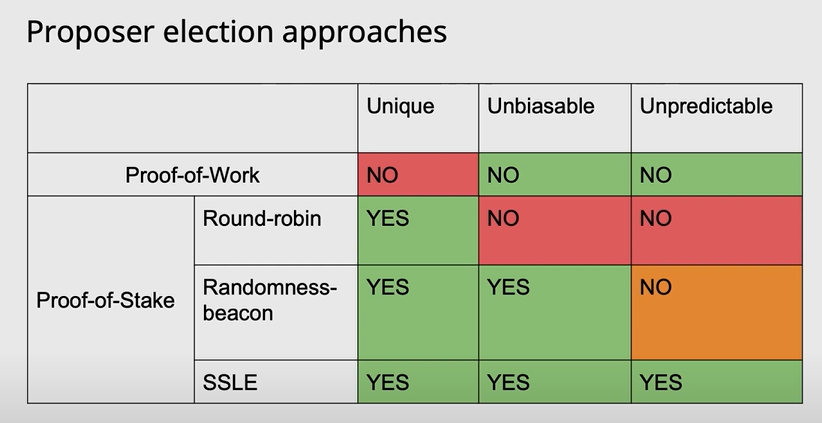 Proposer election approaches
Unique Unbiasable Unpredictable
Proof-of-Work NO NO NO
Round-robin YES NO NO
Proof-of-Stake
Randomness- YES YES NO
beacon
SSLE YES YES YES